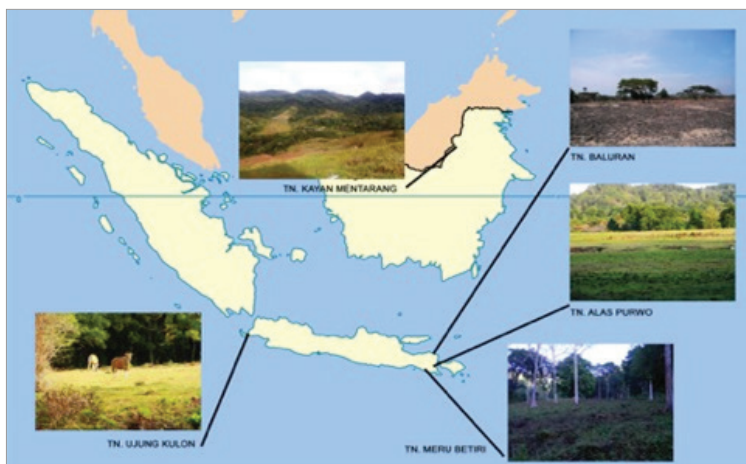 TN. BALURAN
TN. KAYAN MENTARANG
TN. ALAS PURWO
TN. UJUNG KULON
TN. MERU BETIRI